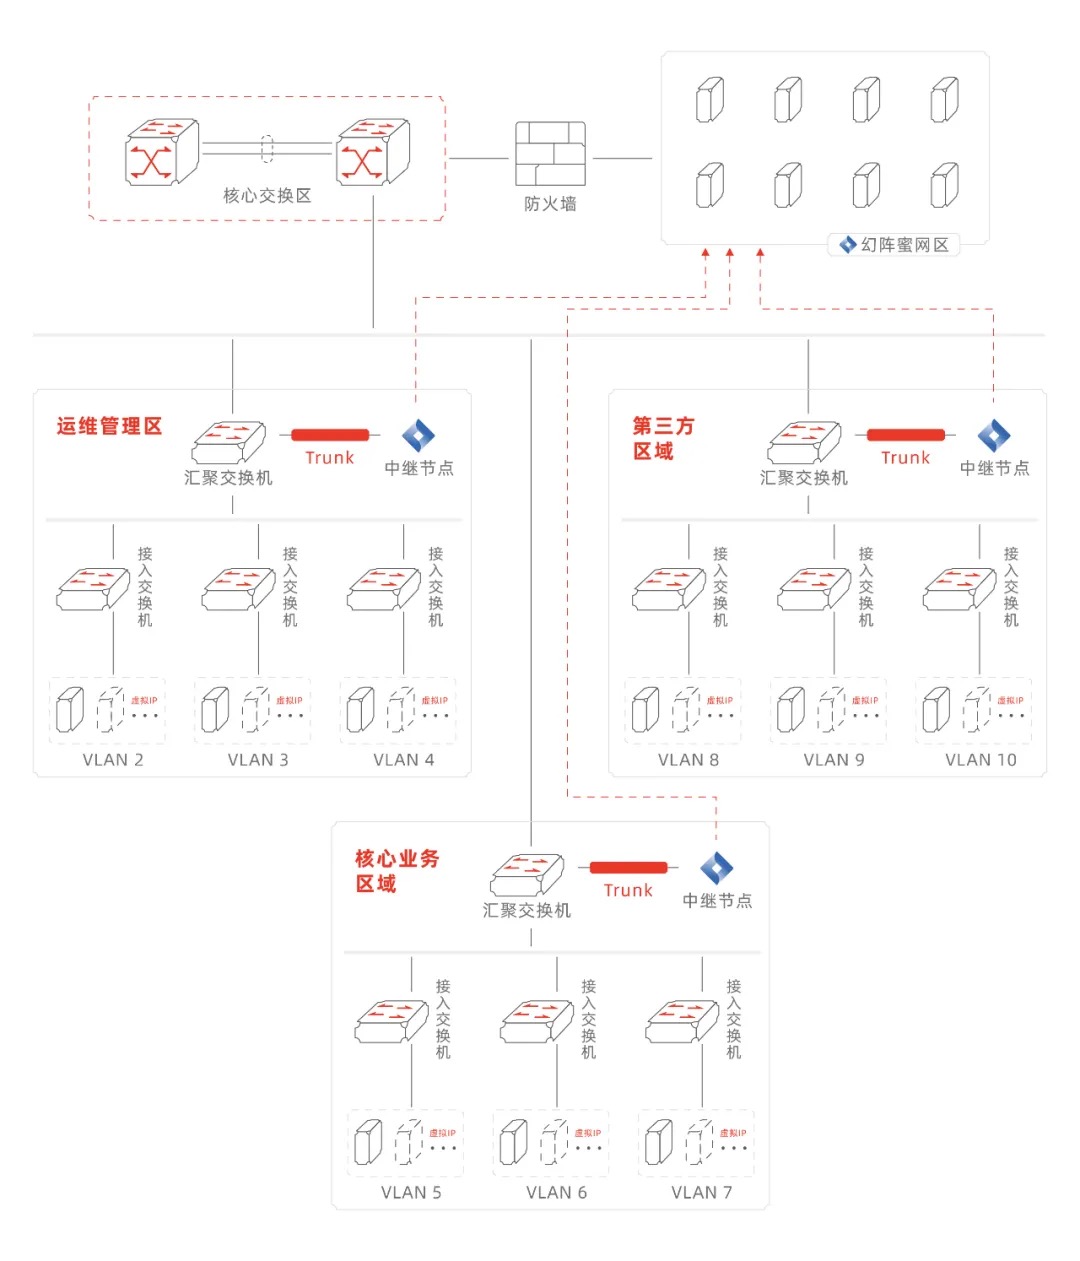 核心交换区
防火墙
幻阵蜜网区
运维管理区
Trunk
中继节点
汇聚交换机
接入交换机
接入交换机
接入交换机
虚拟IP
虚拟IP
虚拟IP
VLAN 2
VLAN 3
VLAN 4
第三方
区域
Trunk
中继节点
汇聚交换机
接入交换机
接入交换机
接入交换机
虚拟IP
虚拟IP
虚拟IP
VLAN 8
VLAN 9
VLAN 10
核心业务
区域
Trunk
中继节点
汇聚交换机
接入交换机
接入交换机
接入交换机
虚拟IP
虚拟IP
虚拟IP
VLAN 5
VLAN 6
VLAN 7